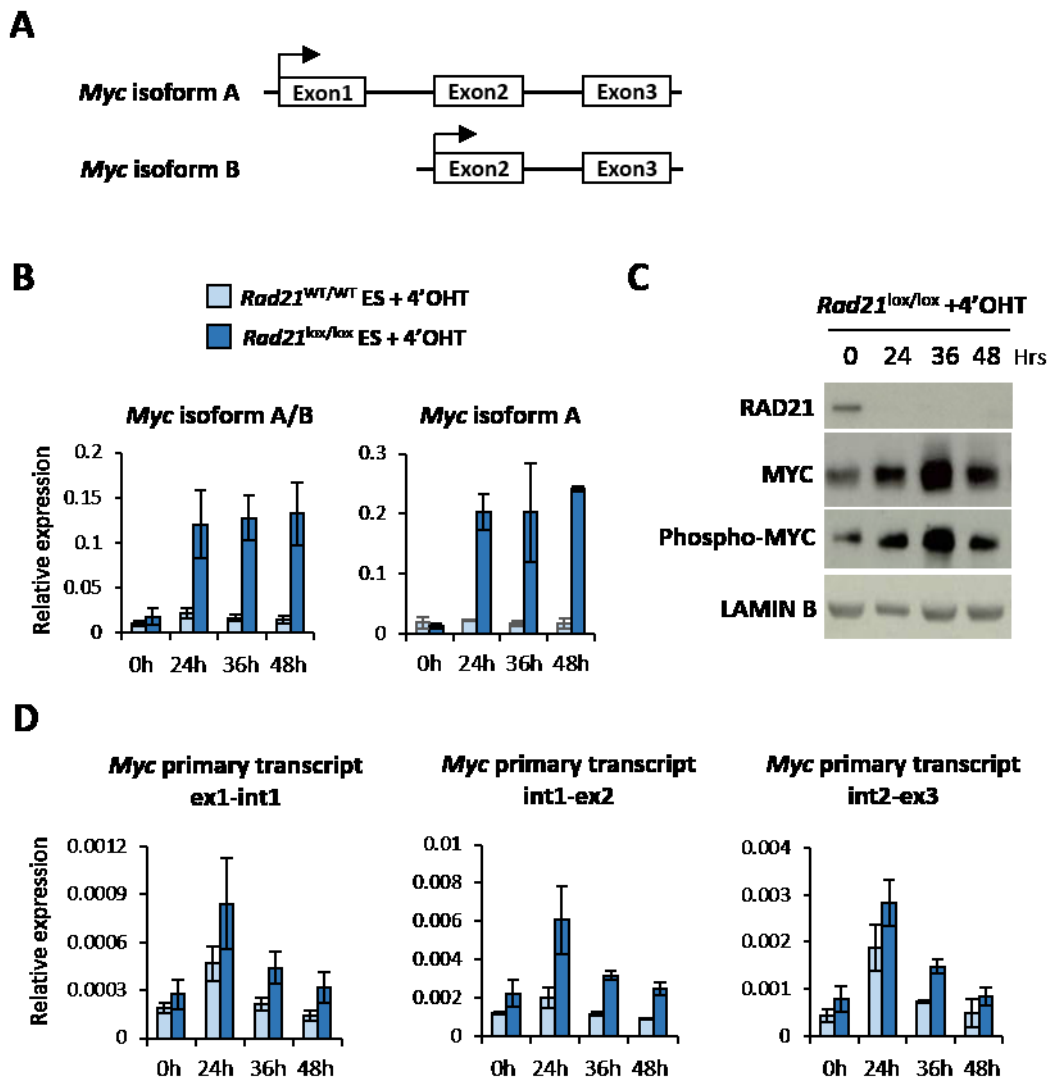 A
Myc isoform A
Exon1
Exon2
Exon3
Myc isoform B
Exon2
Exon3
B
Rad21WT/WT ES + 4'OHT
Rad21lox/lox ES + 4'OHT
Myc isoform A/B
Relative expression
0.2
0.15
0.1
0.05
0
0h 24h 36h 48h
Myc isoform A
0.3
0.2
0.1
0
0h 24h 36h 48h
C
Rad21lox/lox +4'OHT
0 24 36 48 Hrs
RAD21
MYC
Phospho-MYC
LAMIN B
D
Myc primary transcript
ex1-int1
Relative expression
0.0012
0.0009
0.0006
0.0003
0
0h 24h 36h 48h
Myc primary transcript
int1-ex2
0.01
0.008
0.006
0.004
0.002
0
0h 24h 36h 48h
Myc primary transcript
int2-ex3
0.004
0.003
0.002
0.001
0
0h 24h 36h 48h